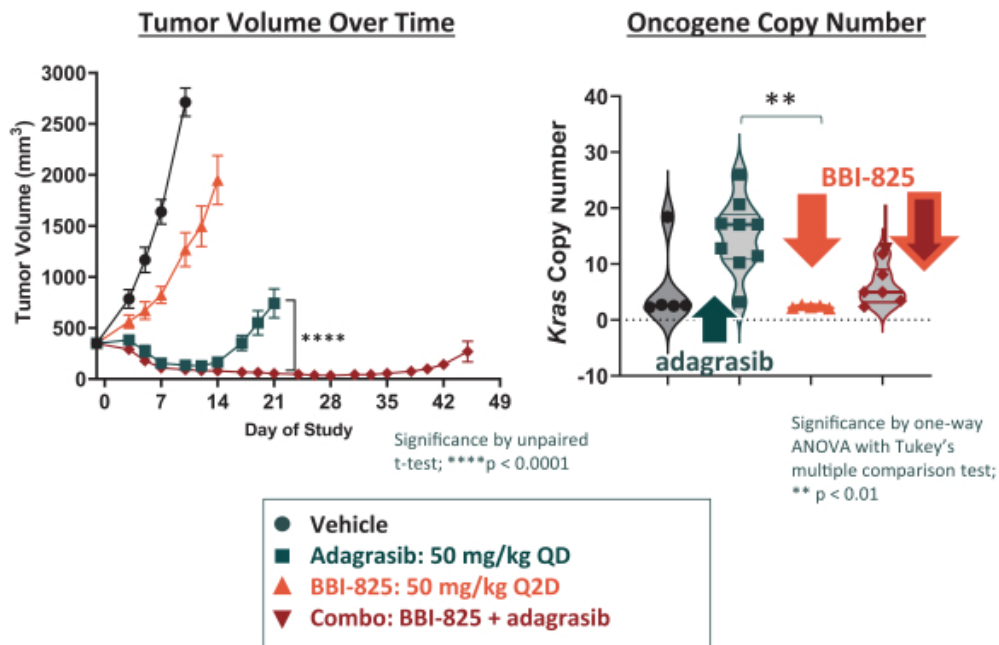 Tumor Volume Over Time
Tumor Volume (mm³)
3000
2500
2000
1500
1000
500
0
****
0 7 14 21 28 35 42 49
Day of Study
Significance by unpaired
t-test; ****p < 0.0001
Oncogene Copy Number
Kras Copy Number
40
30
20
10
0
-10
**
BBI-825
adagrasib
Significance by one-way
ANOVA with Tukey's
multiple comparison test;
** p < 0.01
Vehicle
Adagrasib: 50 mg/kg QD
BBI-825: 50 mg/kg Q2D
Combo: BBI-825 + adagrasib